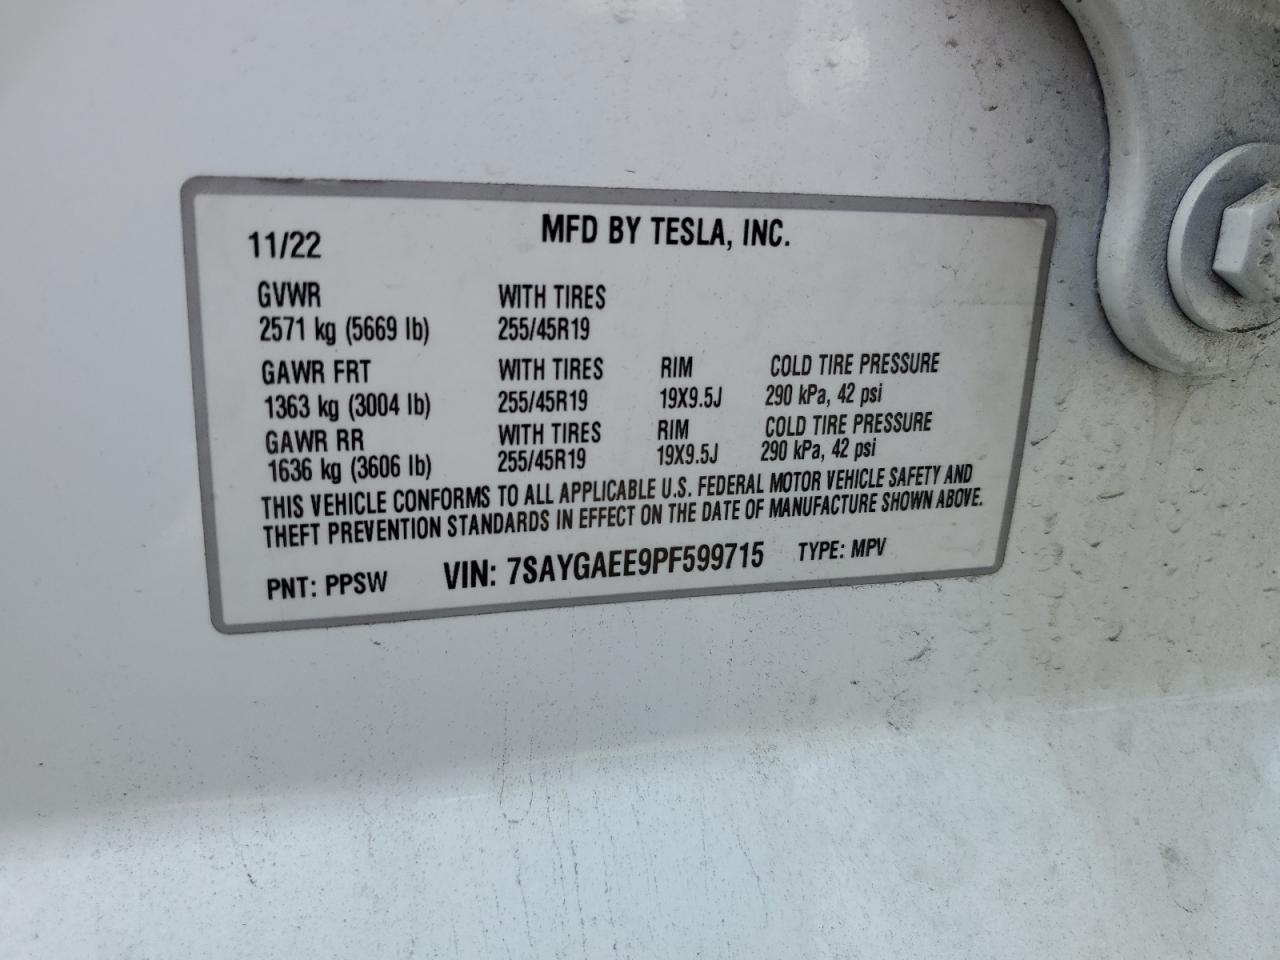 11/22 MFD BY TESLA, INC.
GVWR WITH TIRES
2571 kg (5669 lb) 255/45R19
GAWR FRT WITH TIRES RIM COLD TIRE PRESSURE
1363 kg (3004 lb) 255/45R19 19X9.5J 290 kPa, 42 psi
GAWR RR WITH TIRES RIM COLD TIRE PRESSURE
1636 kg (3606 lb) 255/45R19 19X9.5J 290 kPa, 42 psi
THIS VEHICLE CONFORMS TO ALL APPLICABLE U.S. FEDERAL MOTOR VEHICLE SAFETY AND
THEFT PREVENTION STANDARDS IN EFFECT ON THE DATE OF MANUFACTURE SHOWN ABOVE.
PNT: PPSW VIN: 7SAYGAEE9PF599715 TYPE: MPV